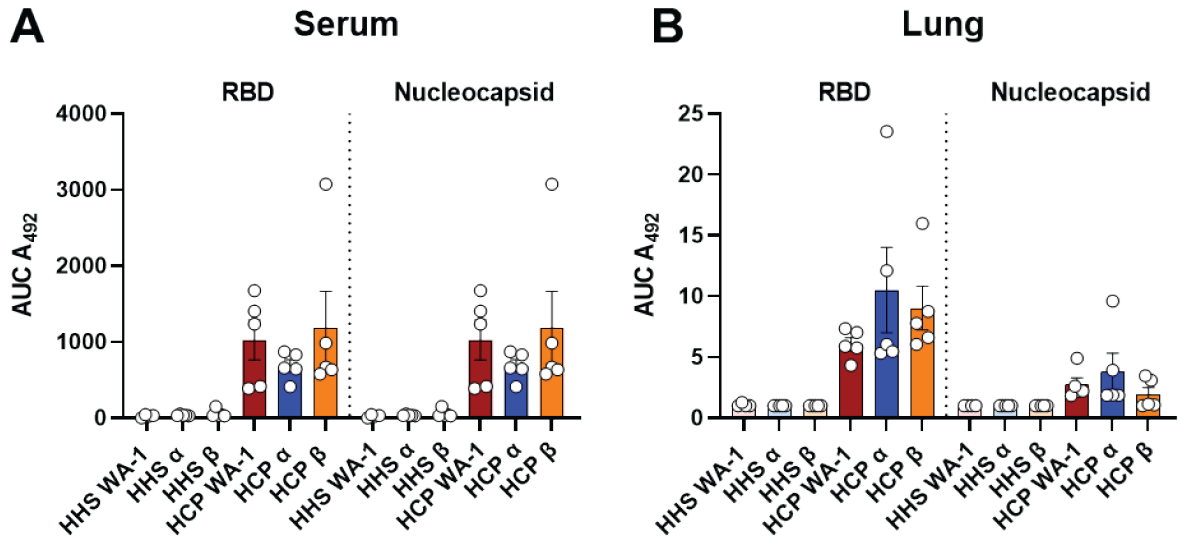 A Serum
RBD Nucleocapsid
AUC A492
4000
3000
2000
1000
0
HHS WA-1
HHS α
HHS β
HCP WA-1
HCP α
HCP β
HHS WA-1
HHS α
HHS β
HCP WA-1
HCP α
HCP β
B Lung
RBD Nucleocapsid
AUC A492
25
20
15
10
5
0
HHS WA-1
HHS α
HHS β
HCP WA-1
HCP α
HCP β
HHS WA-1
HHS α
HHS β
HCP WA-1
HCP α
HCP β